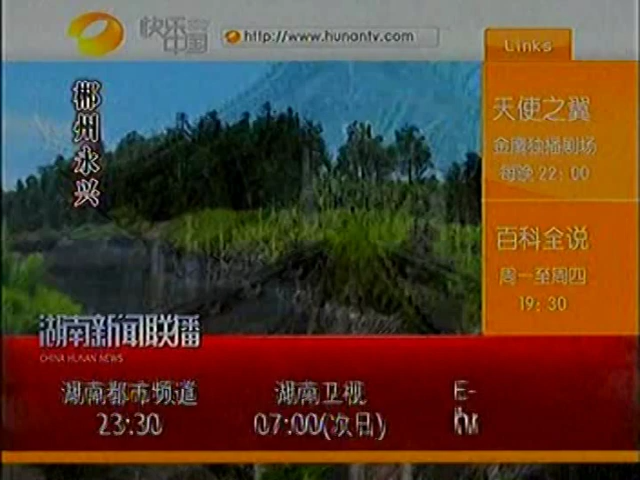 快乐中国
http://www.hunantv.com
Links
郴州永兴
天使之翼
金鹰独播剧场
每晚 22:00
百科全说
周一至周四
19:30
湖南新闻联播
CHINA HUNAN NEWS
湖南都市频道
湖南卫视
E-
23:30
07:00(次日)